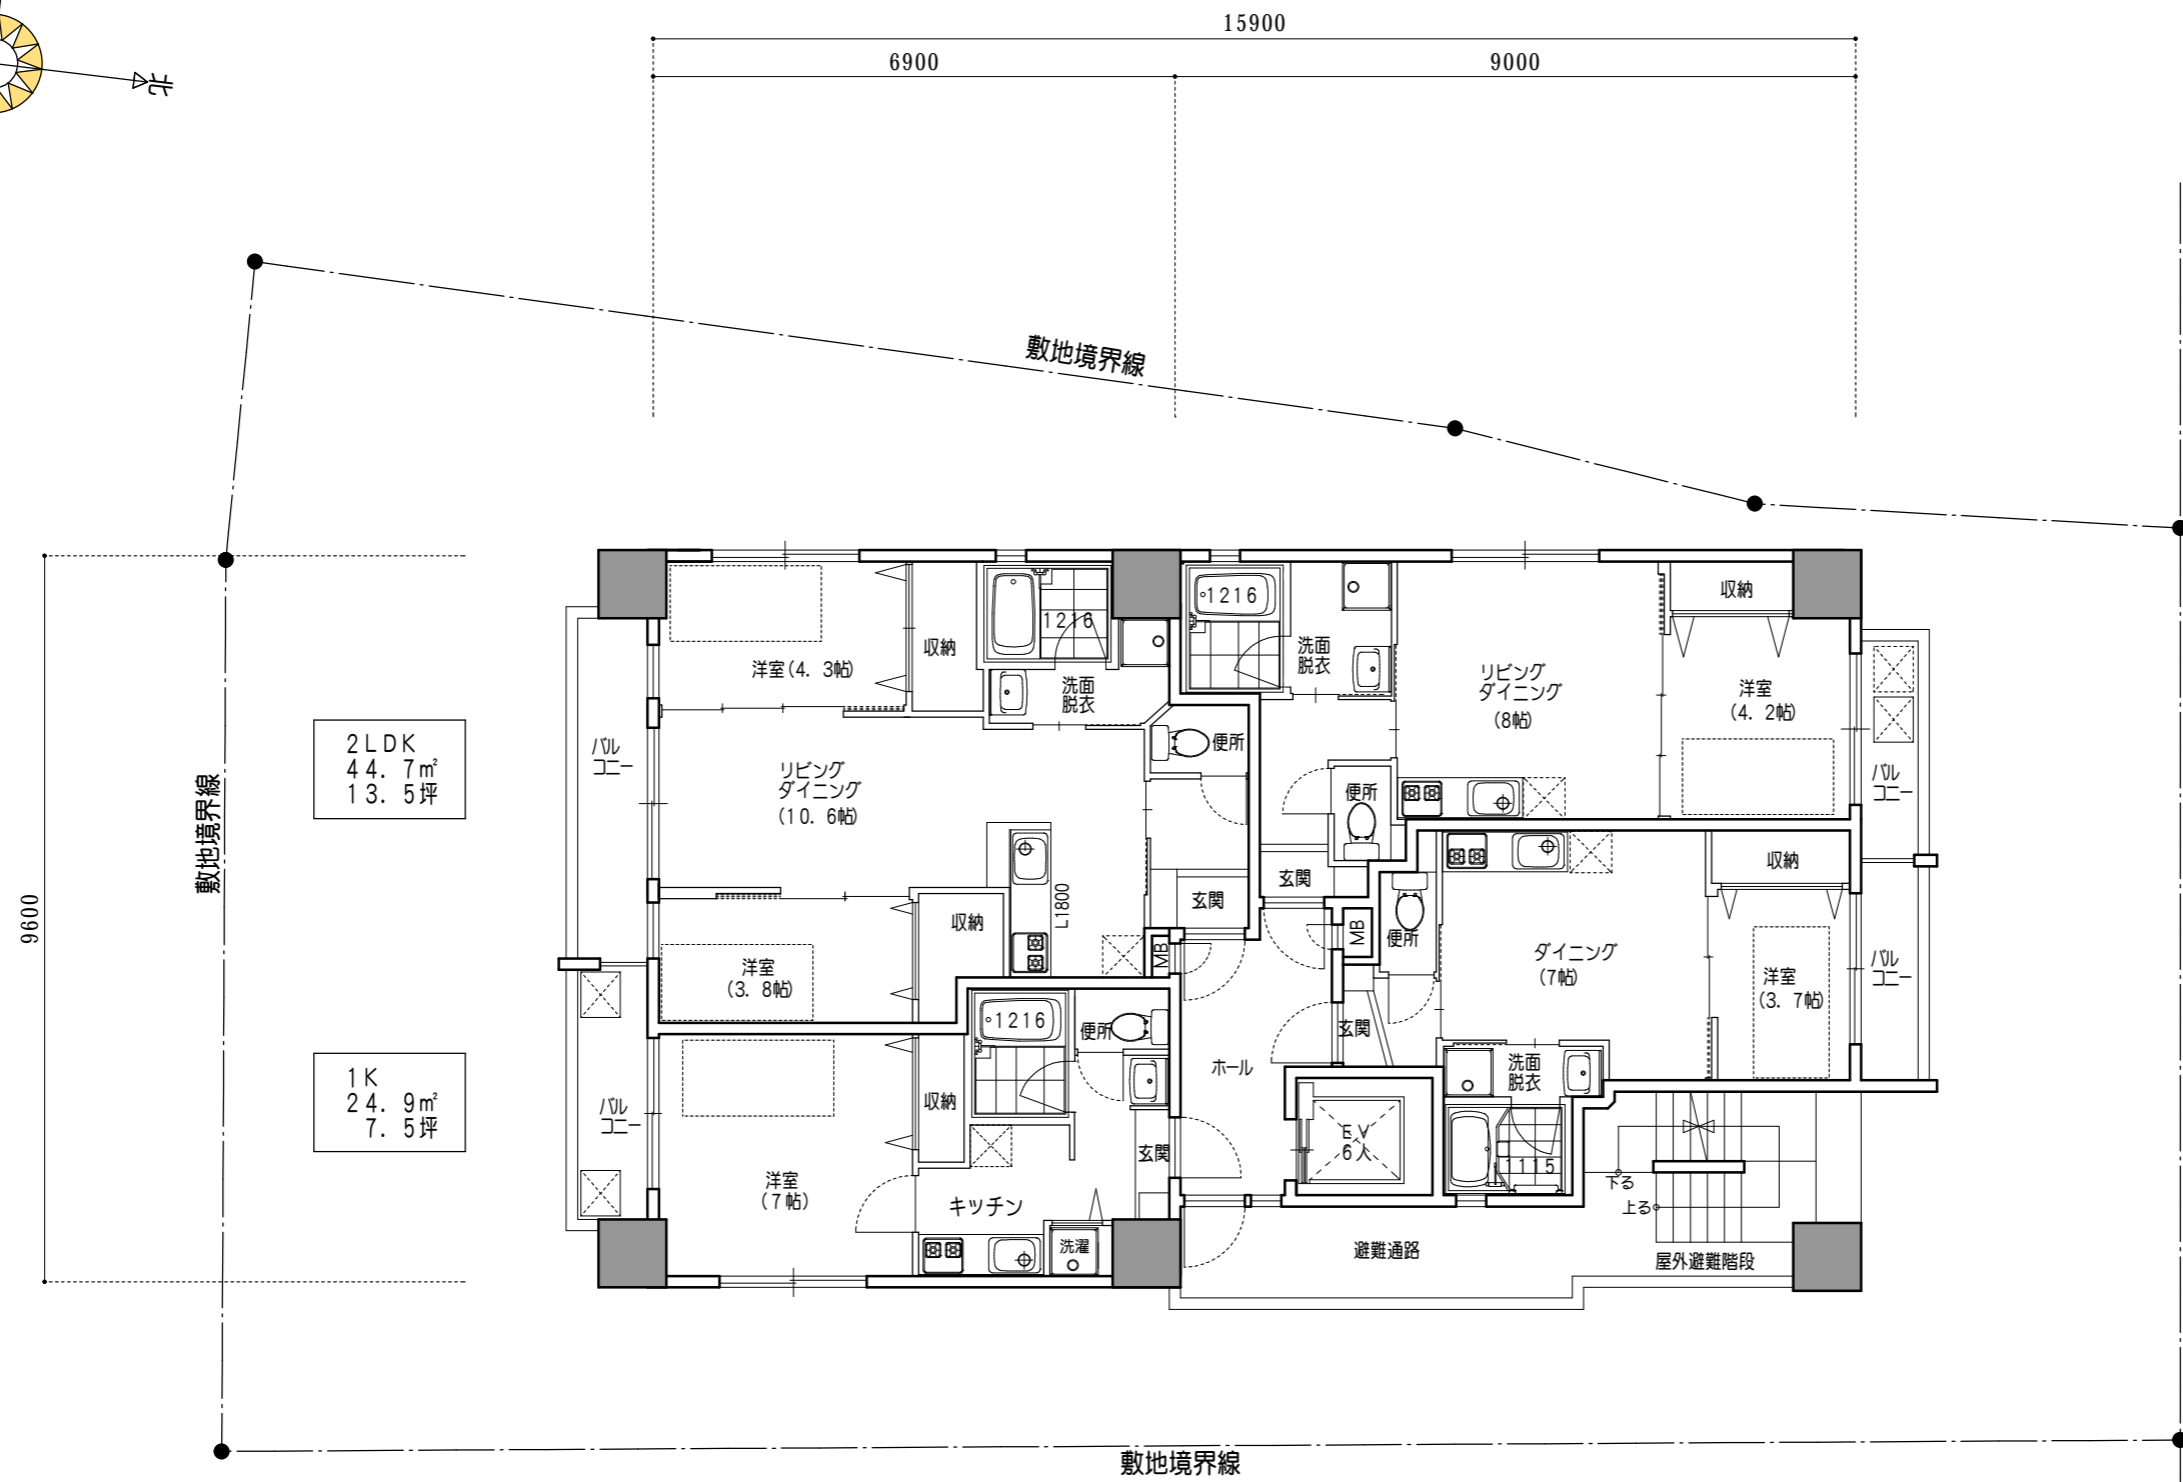 15900
6900
9000
北
敷地境界線
9600
敷地境界線
2LDK
44.7㎡
13.5坪
1K
24.9㎡
7.5坪
洋室(4.3帖)
収納
1216
洗面
脱衣
バル
コニー
リビング
ダイニング
(10.6帖)
便所
玄関
L1800
収納
洋室
(3.8帖)
MB
1216
洗面
脱衣
リビング
ダイニング
(8帖)
収納
洋室
(4.2帖)
便所
玄関
バル
コニー
MB
便所
ダイニング
(7帖)
収納
洋室
(3.7帖)
バル
コニー
玄関
洗面
脱衣
1115
ホール
EV
6人
バル
コニー
洋室
(7帖)
収納
1216
便所
玄関
キッチン
洗濯
避難通路
下る
上る
屋外避難階段
敷地境界線